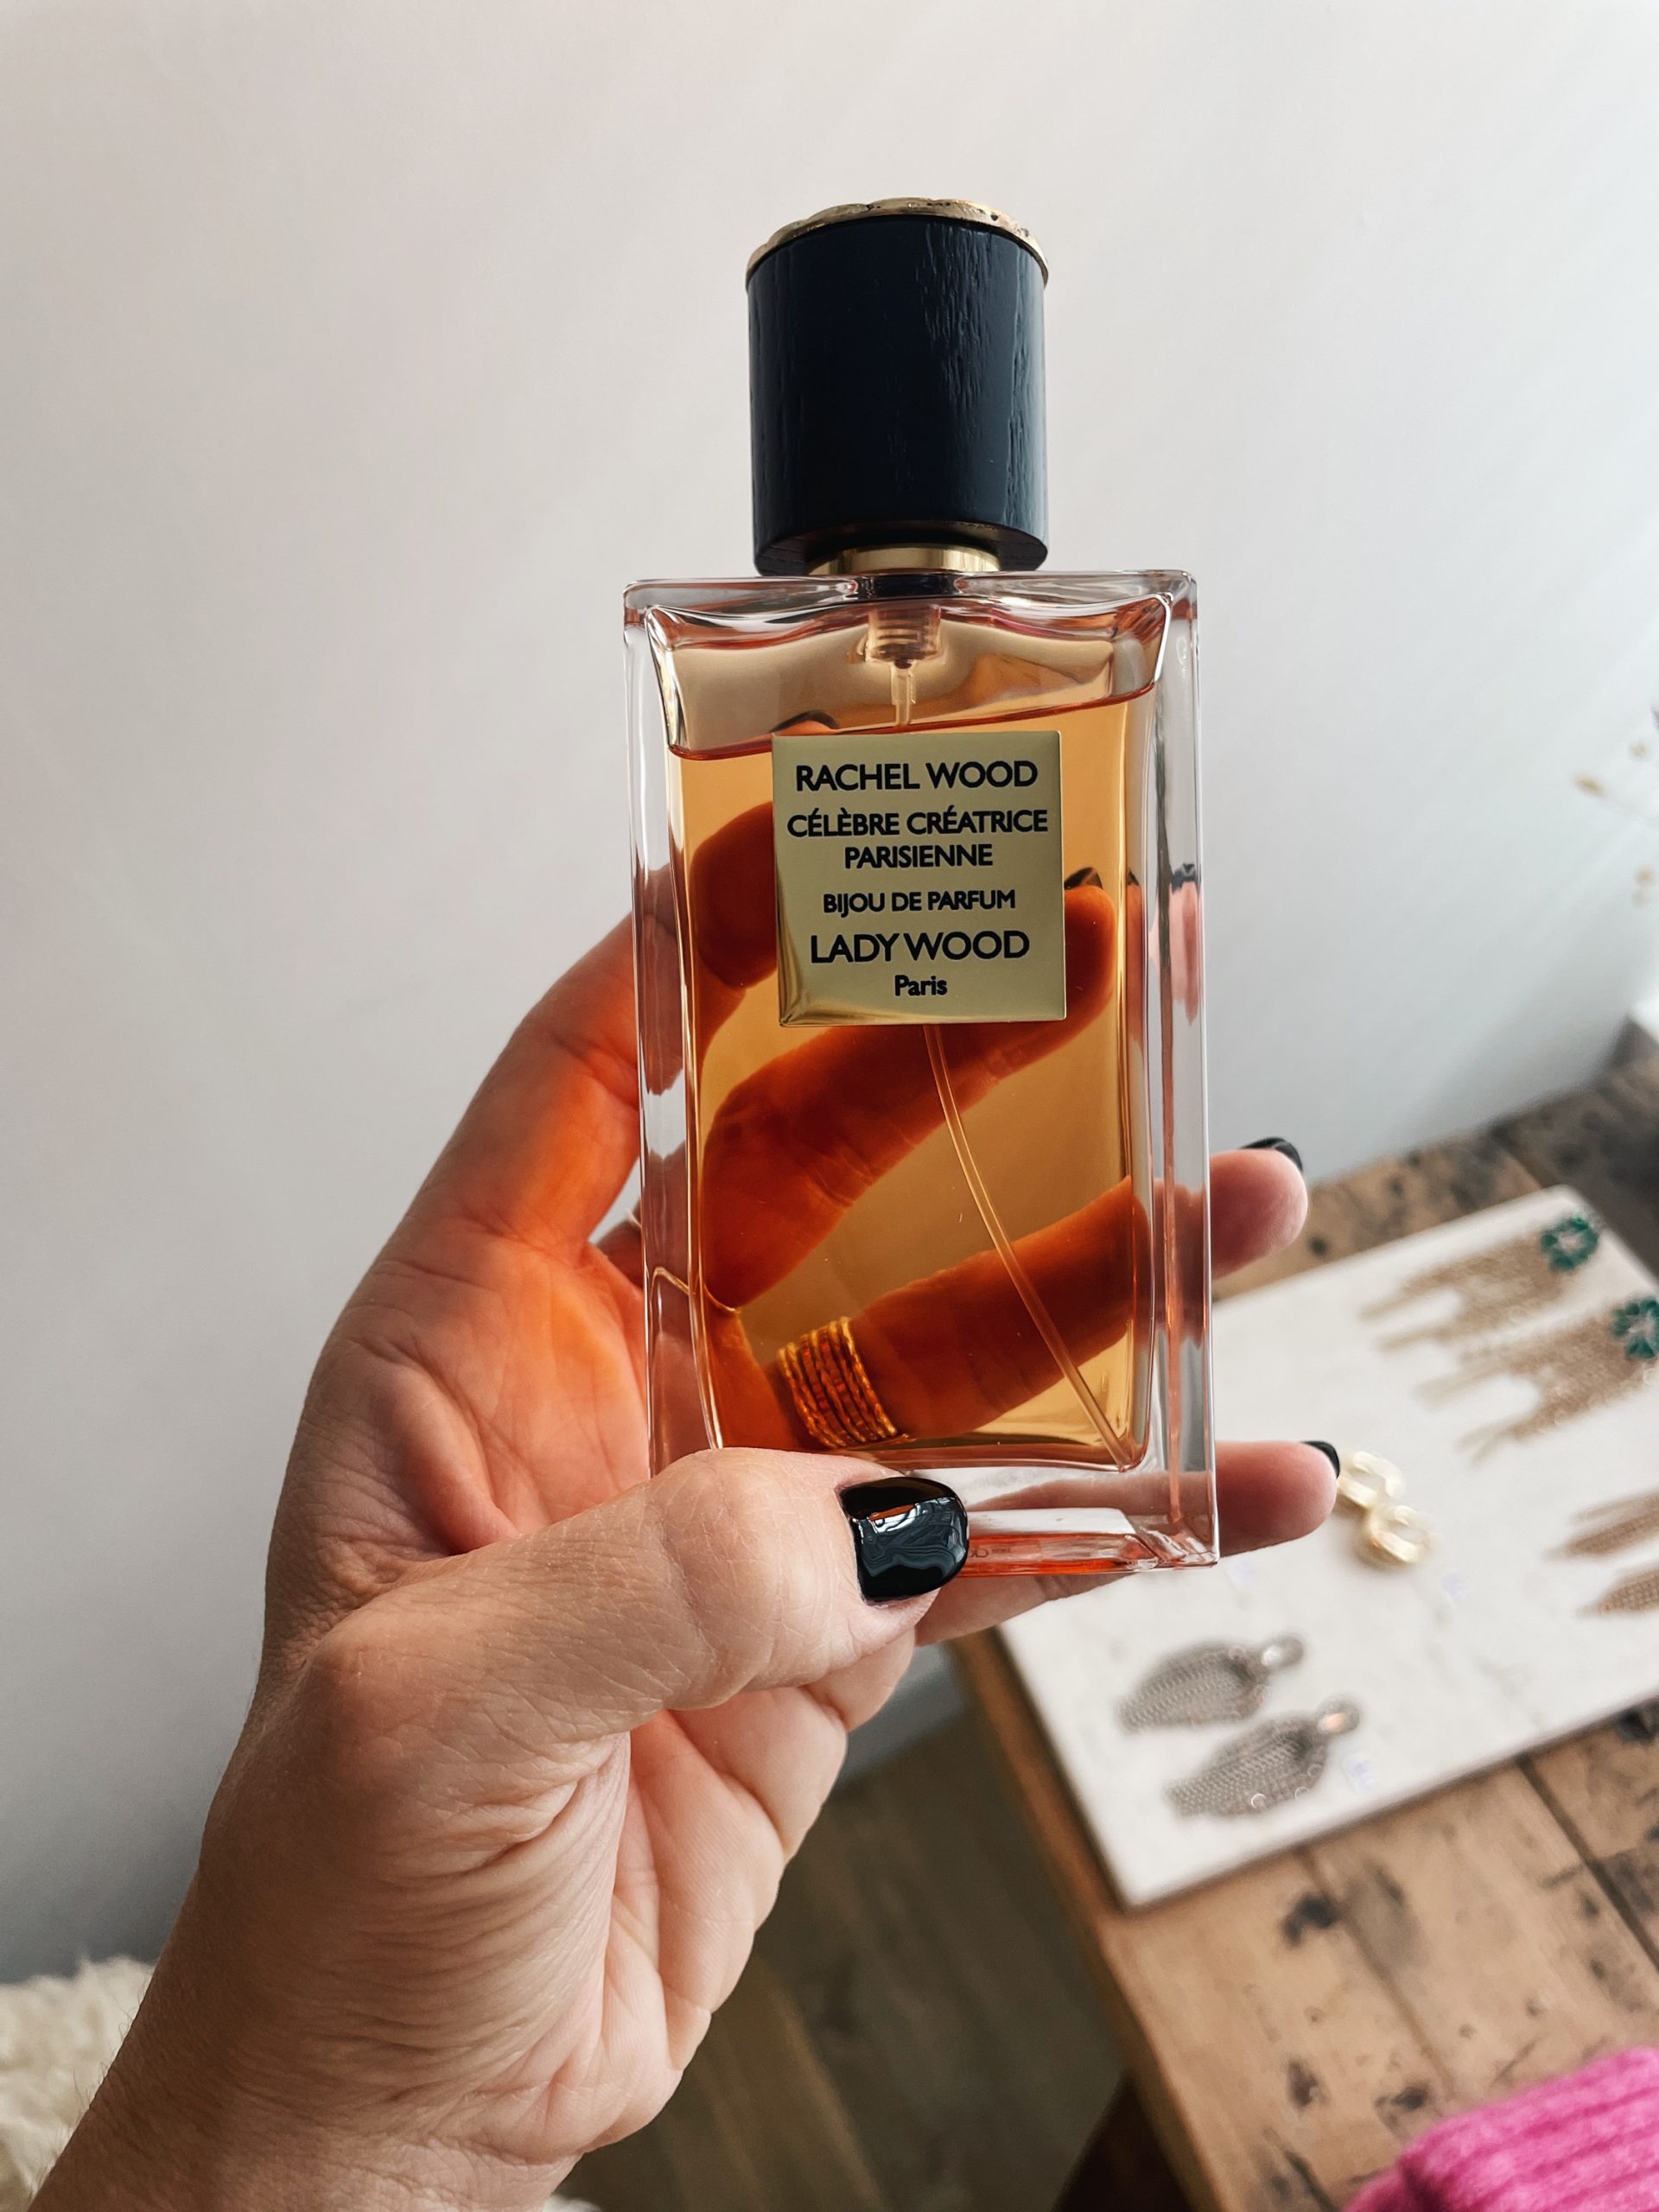 RACHEL WOOD
CÉLÈBRE CRÉATRICE
PARISIENNE
BIJOU DE PARFUM
LADY WOOD
Paris